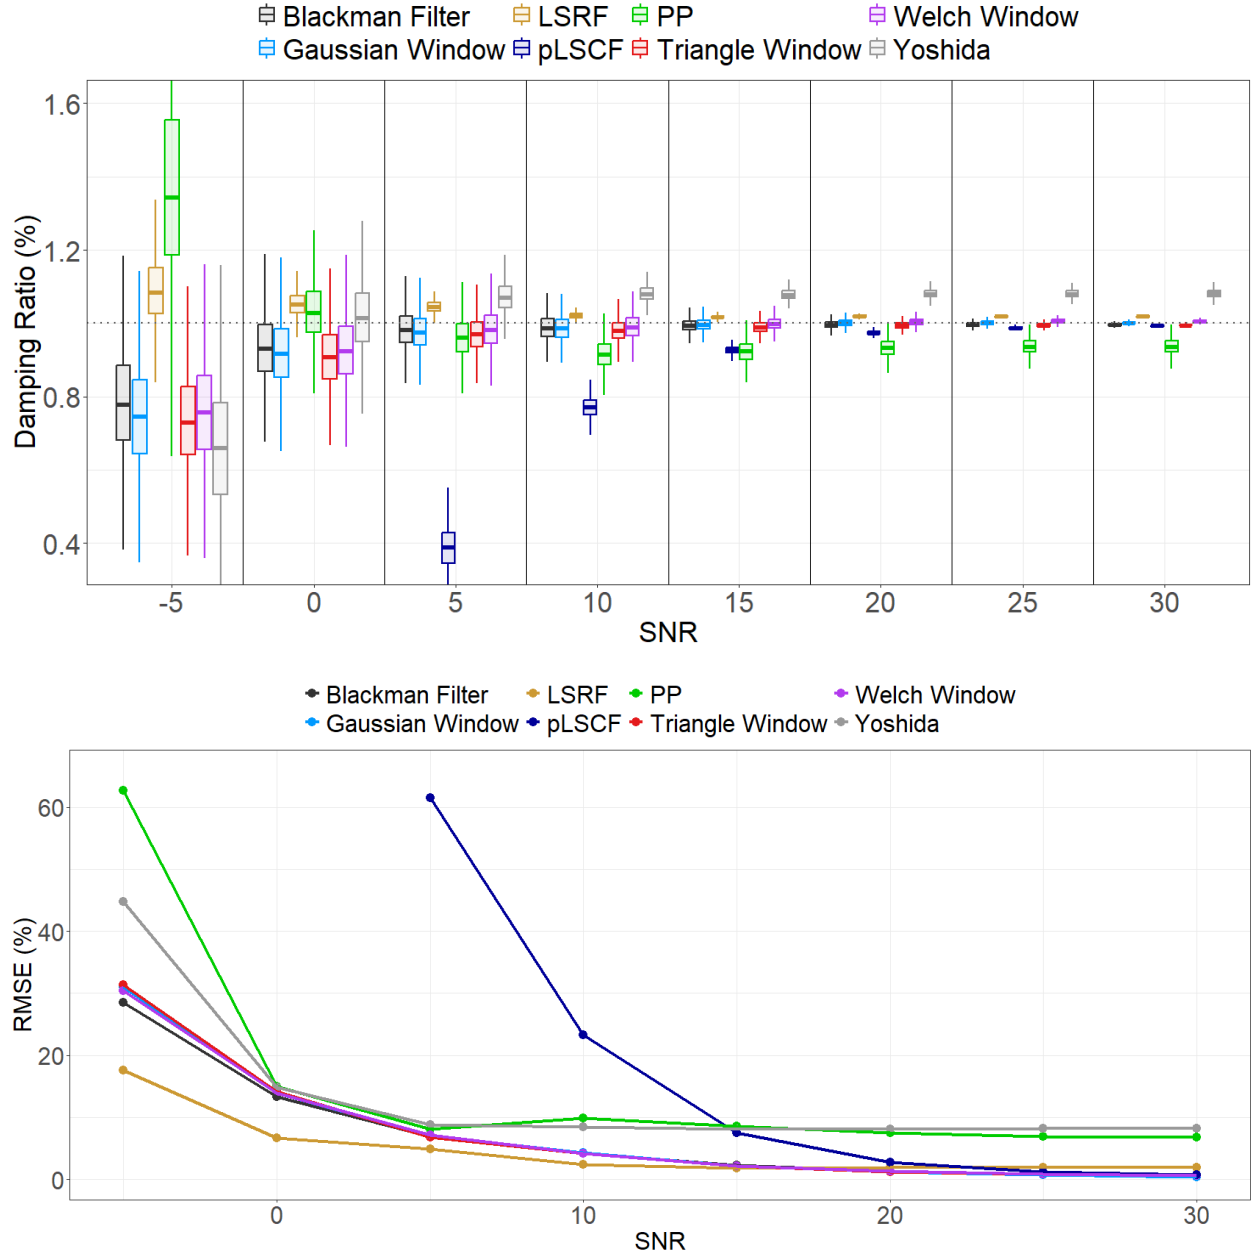 Blackman Filter LSRF PP Welch Window
Gaussian Window pLSCF Triangle Window Yoshida
1.6
1.2
0.8
0.4
Damping Ratio (%)
-5 0 5 10 15 20 25 30
SNR
Blackman Filter LSRF PP Welch Window
Gaussian Window pLSCF Triangle Window Yoshida
60
40
20
0
RMSE (%)
0 10 20 30
SNR